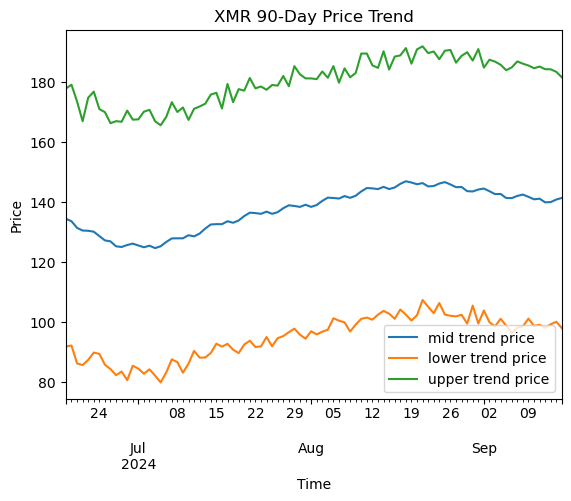 XMR 90-Day Price Trend
180
160
140
120
100
80
Price
mid trend price
lower trend price
upper trend price
24 08 15 22 29 05 12 19 26 02 09
Jul Aug Sep
2024
Time